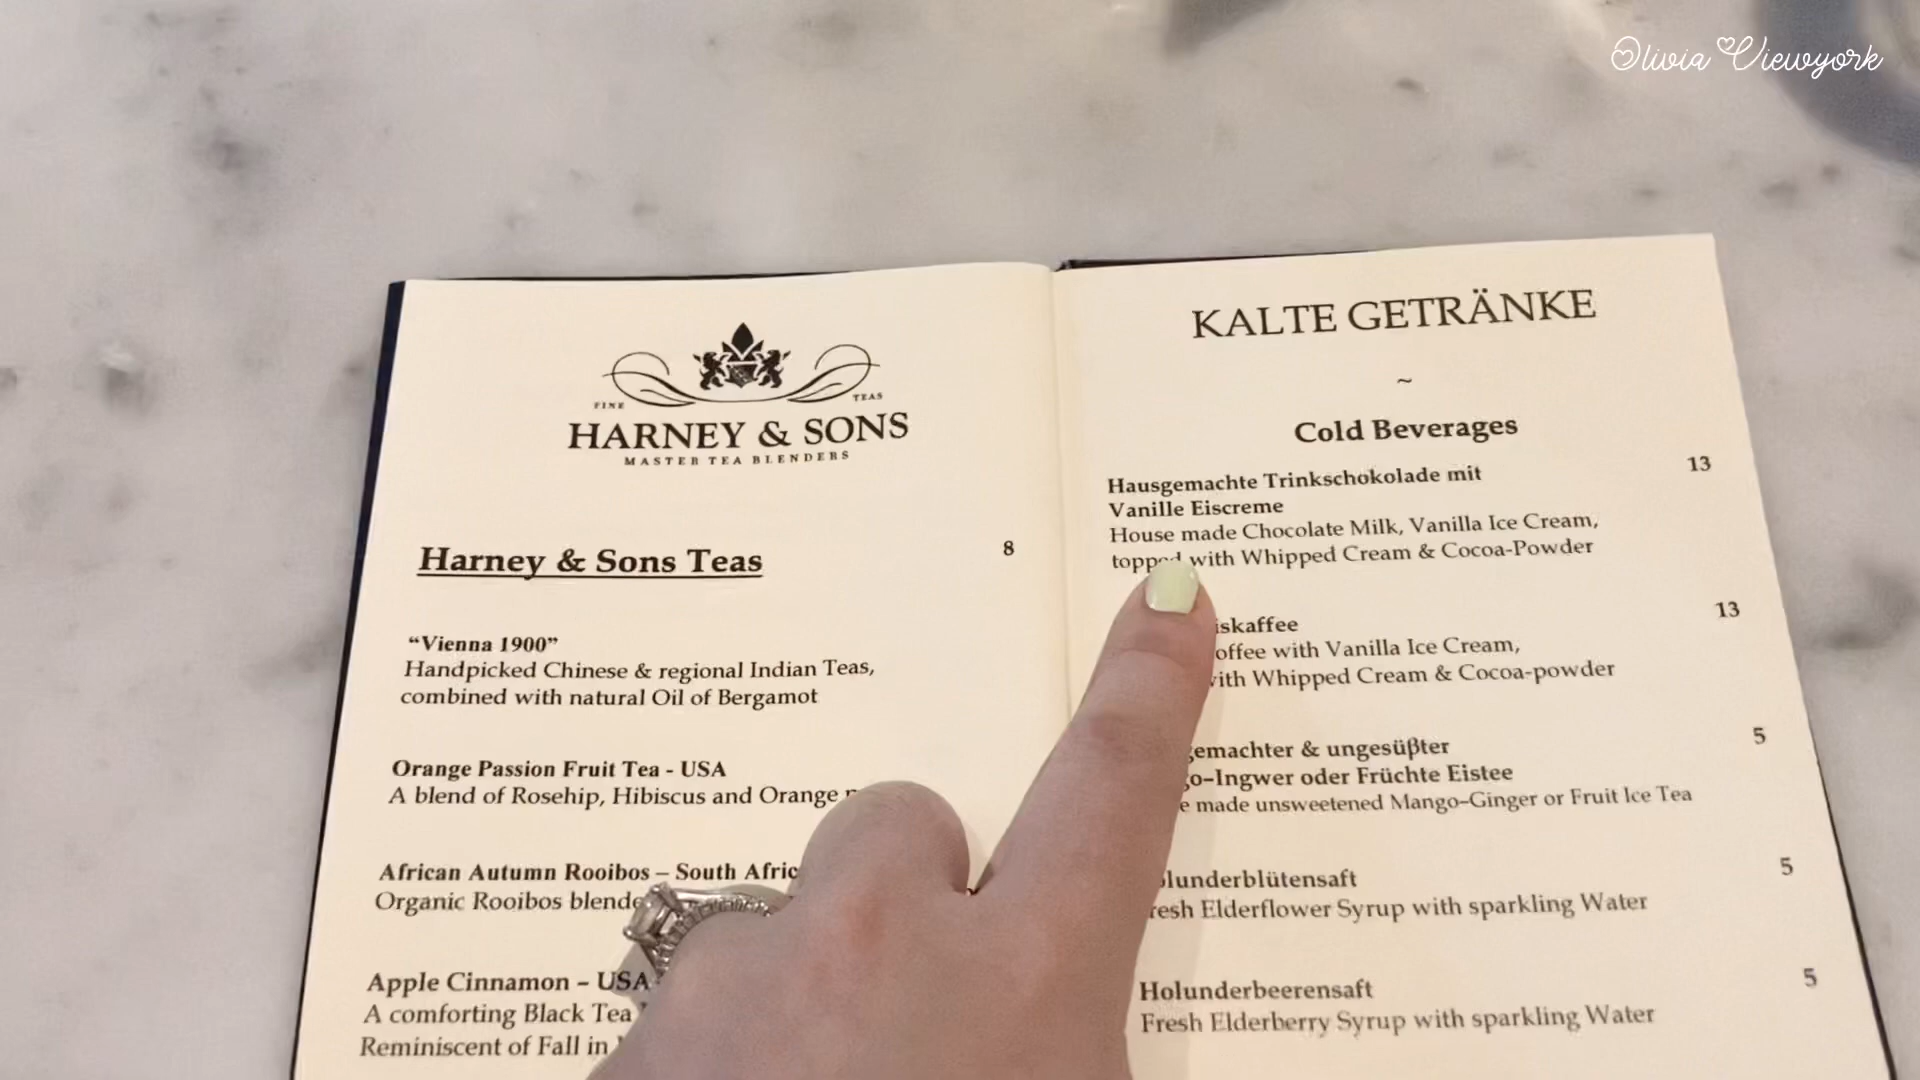 Olivia Viewyork
FINE TEAS
HARNEY & SONS
MASTER TEA BLENDERS
Harney & Sons Teas 8
“Vienna 1900”
Handpicked Chinese & regional Indian Teas,
combined with natural Oil of Bergamot
Orange Passion Fruit Tea - USA
A blend of Rosehip, Hibiscus and Orange
African Autumn Rooibos – South
Organic Rooibos
Apple Cinnamon – USA
A comforting Black Tea
Reminiscent of Fall in
KALTE GETRÄNKE
~
Cold Beverages
Hausgemachte Trinkschokolade mit 13
Vanille Eiscreme
House made Chocolate Milk, Vanilla Ice Cream,
topped with Whipped Cream & Cocoa-Powder
iskaffee 13
offee with Vanilla Ice Cream,
with Whipped Cream & Cocoa-powder
gemachter & ungesüßter 5
go–Ingwer oder Früchte Eistee
made unsweetened Mango–Ginger or Fruit Ice Tea
lunderblütensaft 5
resh Elderflower Syrup with sparkling Water
Holunderbeerensaft 5
Fresh Elderberry Syrup with sparkling Water